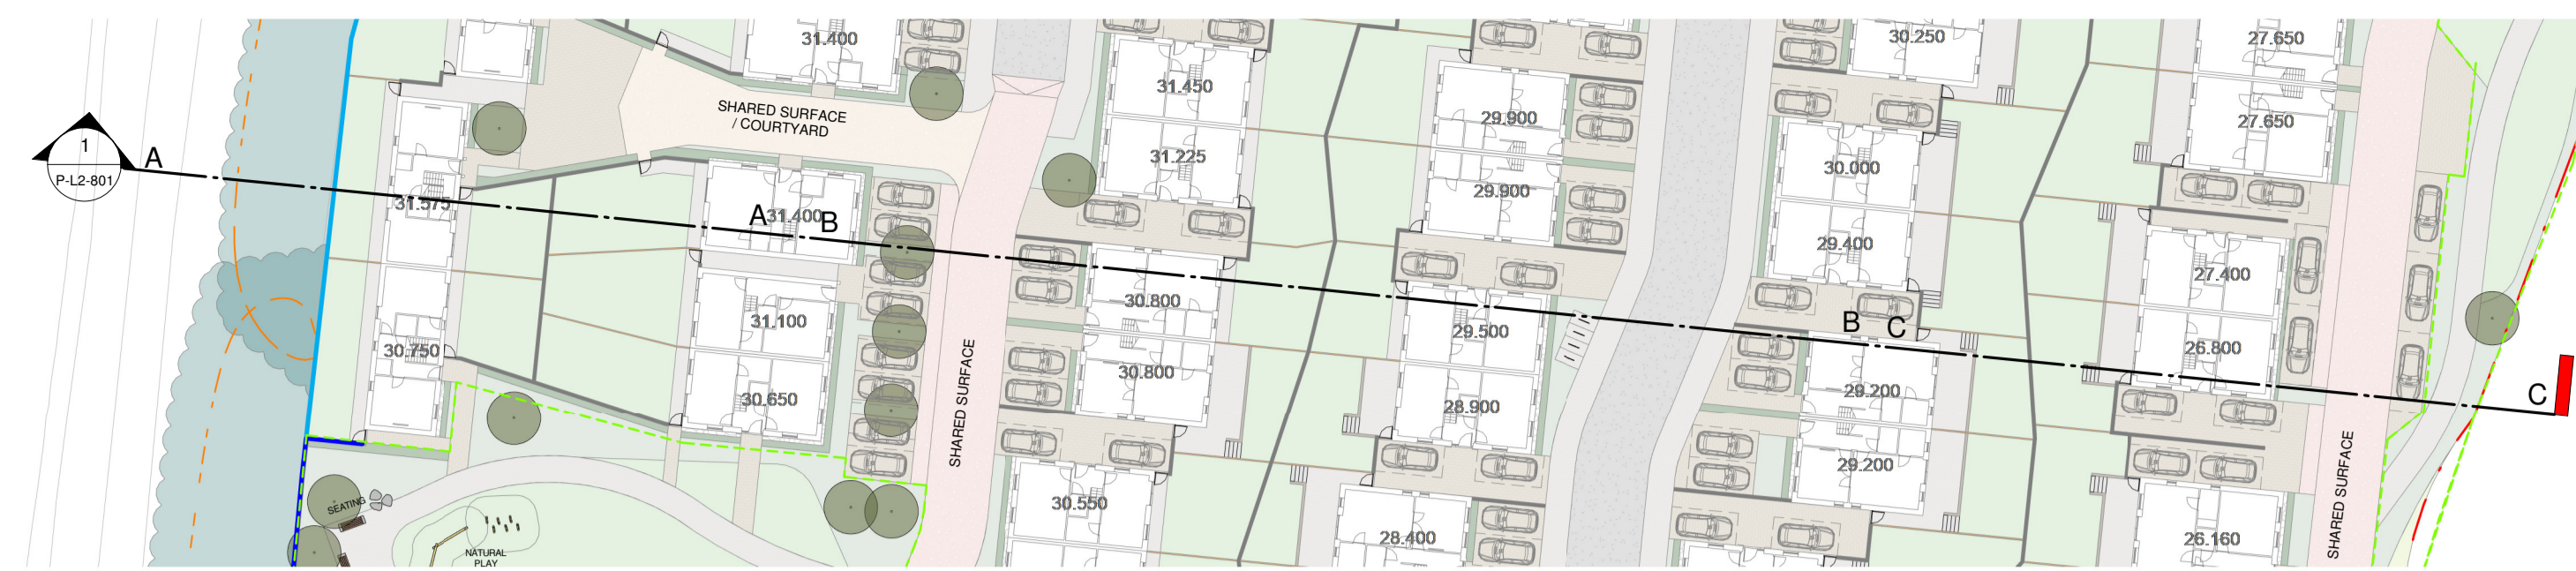 31.400
30.250
27.650
31.450
SHARED SURFACE
/ COURTYARD
29.900
27.650
1
A
31.225
30.000
P-L2-801
29.900
31.575
A
31.400
B
29.400
27.400
30.800
31.100
29.500
B
C
30.750
26.800
30.800
29.200
C
30.650
28.900
SHARED SURFACE
29.200
SHARED SURFACE
SEATING
30.550
28.400
26.160
NATURAL
PLAY